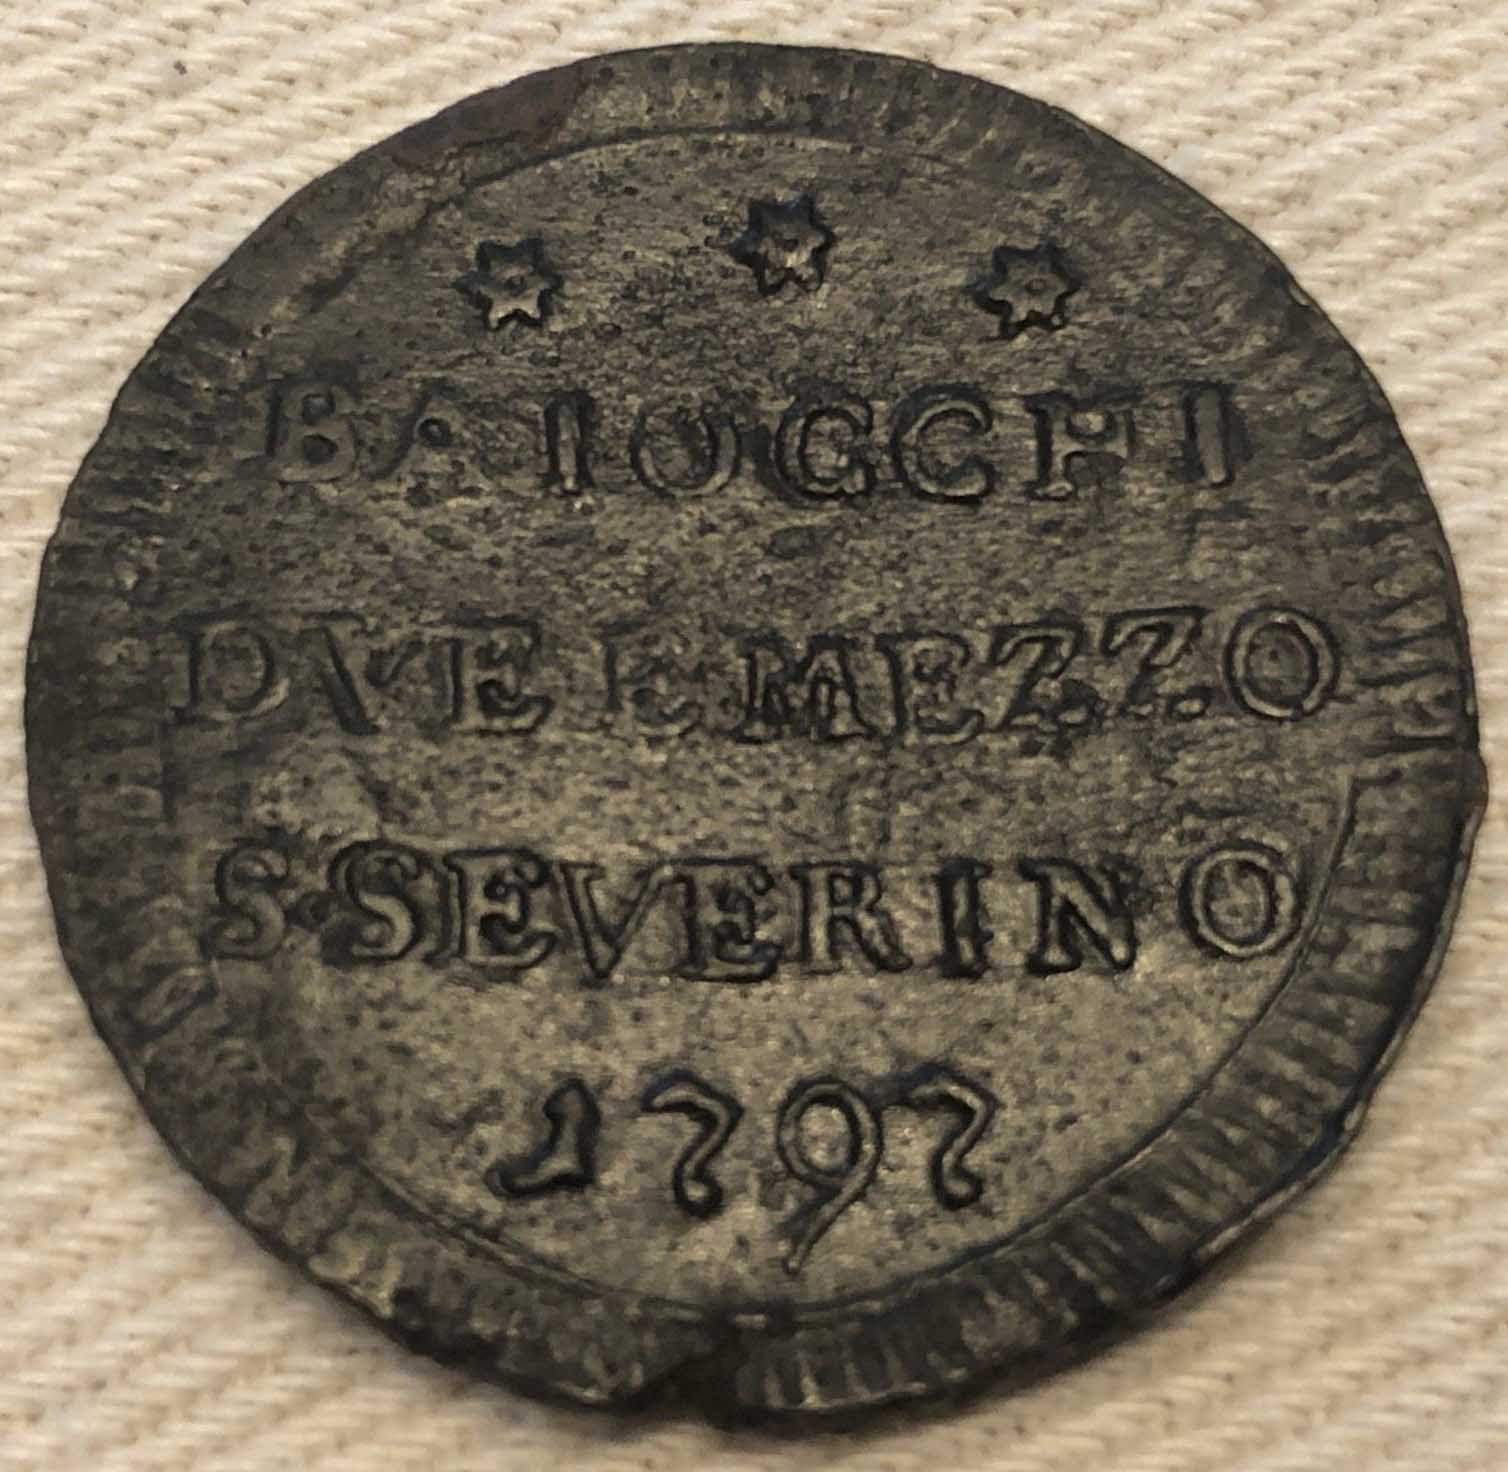 BAIOCCHI
DVE E MEZZO
S·SEVERINO
1797